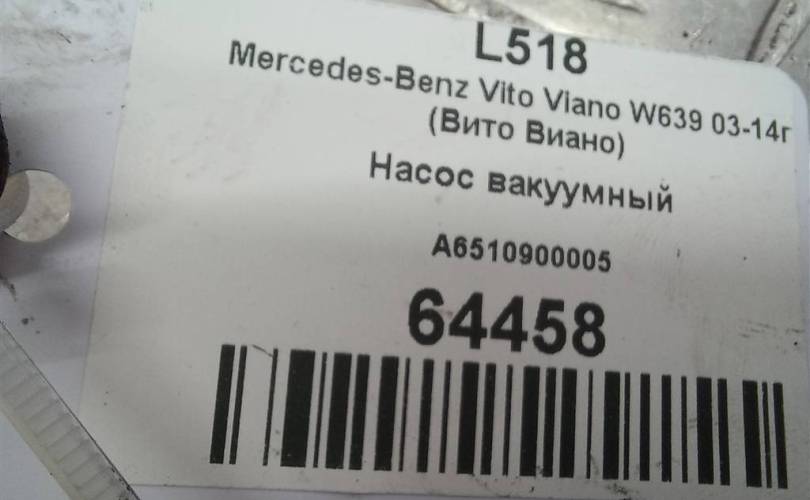 L518
Mercedes-Benz Vito Viano W639 03-14г
(Вито Виано)
Насос вакуумный
A6510900005
64458